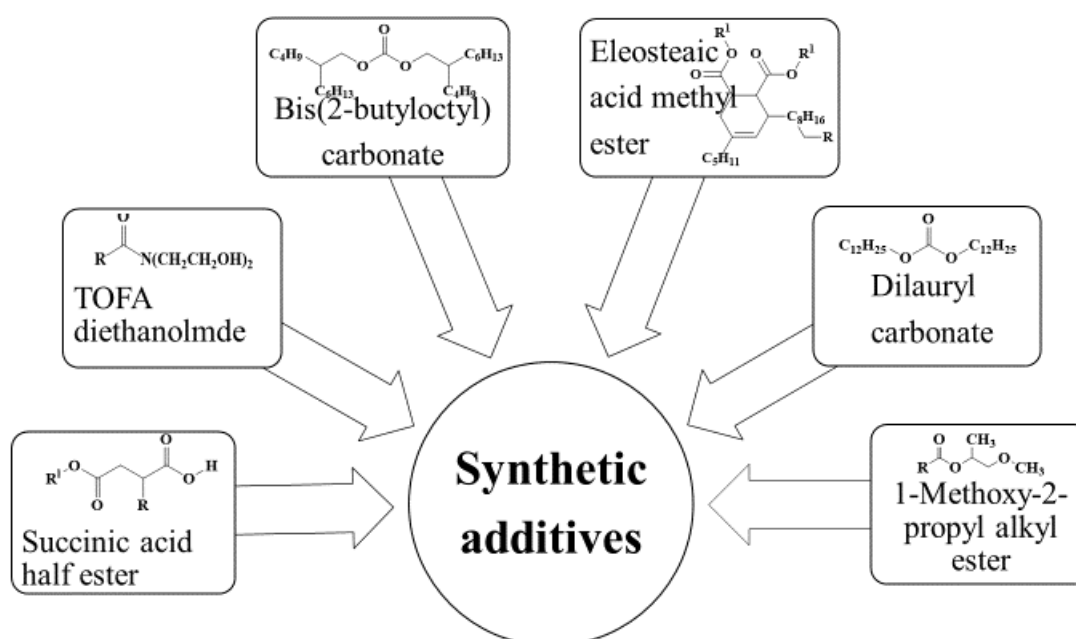 O
C4H9
O
O
C6H13
C6H13
C4H9
Bis(2-butyloctyl)
carbonate
Eleosteaic
acid methyl
ester
R1
O
O
R1
O
O
C8H16
R
C5H11
O
R
N(CH2CH2OH)2
TOFA
diethanolmde
O
C12H25
O
O
C12H25
Dilauryl
carbonate
O
R1
O
O
H
O
R
Succinic acid
half ester
Synthetic
additives
O
CH3
R
O
O
CH3
1-Methoxy-2-
propyl alkyl
ester